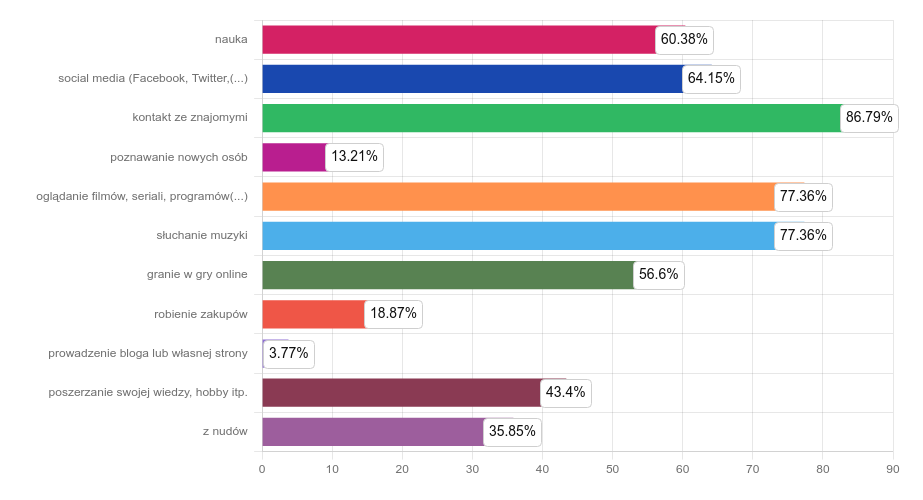 nauka
60.38%
social media (Facebook, Twitter,(...)
64.15%
kontakt ze znajomymi
86.79%
poznawanie nowych osób
13.21%
oglądanie filmów, seriali, programów(...)
77.36%
słuchanie muzyki
77.36%
granie w gry online
56.6%
robienie zakupów
18.87%
prowadzenie bloga lub własnej strony
3.77%
poszerzanie swojej wiedzy, hobby itp.
43.4%
z nudów
35.85%
0 10 20 30 40 50 60 70 80 90